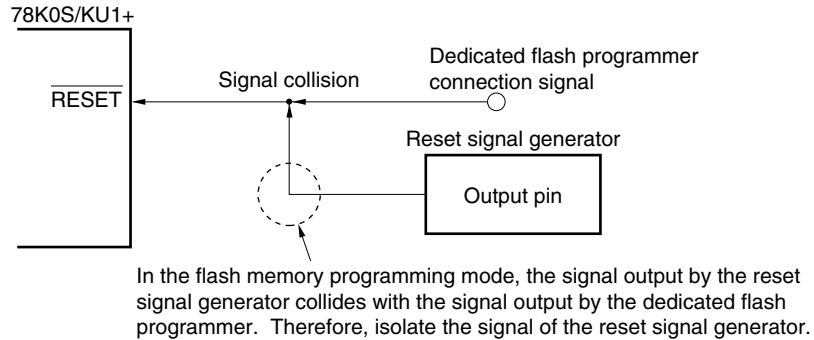 78K0S/KU1+
Dedicated flash programmer
connection signal
Signal collision
RESET
Reset signal generator
Output pin
In the flash memory programming mode, the signal output by the reset
signal generator collides with the signal output by the dedicated flash
programmer.  Therefore, isolate the signal of the reset signal generator.